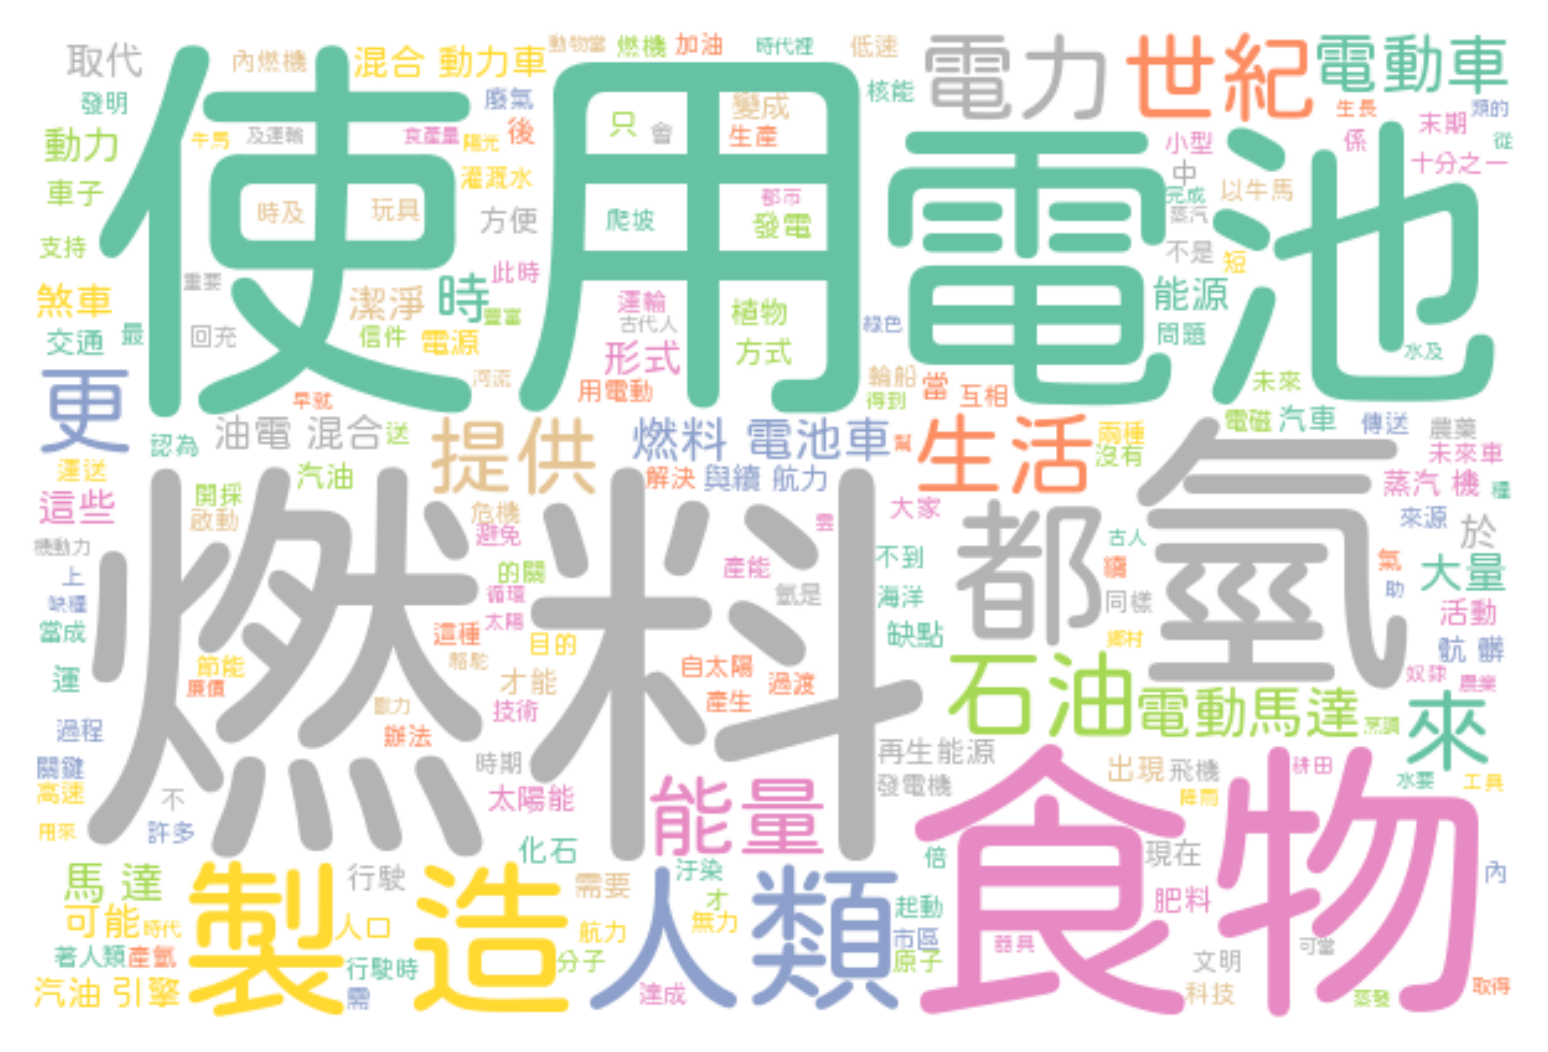 使用 電池
燃料
食物
氫
製造
人類
都
世紀
電力
電動車
生活
提供
石油
能量
來
更
電動馬達
時
取代
內燃機
混合 動力車
動物當
燃機
加油
時代裡
低速
發明
廢氣
核能
變成
生長
類的
動力
牛馬
及運輸
食產量
陽光
後
只
會
生產
小型
末期
係
從
十分之一
車子
灌溉水
中
完成
以牛馬
時及
玩具
方便
爬坡
都市
發電
蒸汽
支持
此時
不是
短
重要
煞車
潔淨
豐富
運輸
古代人
植物
能源
綠色
問題
交通
最
回充
信件
電源
形式
方式
水及
河流
用電動
輪船
得到
當
互相
未來
早就
認為
油電 混合
送
燃料 電池車
幫
兩種
沒有
電磁
汽車
傳送
農藥
未來車
運送
汽油
解決
與續 航力
蒸汽 機
種
這些
開採
啟動
危機
避免
大家
雲
來源
於
機動力
的關
產能
不到
古人
上
循環
氫是
海洋
續
同樣
氣
助
大量
缺種
當成
太陽
這種
目的
缺點
鄉村
活動
骯 髒
運
節能
廉價
駱駝
才能
自太陽
過渡
產生
奴隸
農業
獸力
技術
過程
辦法
烹調
關鍵
時期
再生能源
出現
飛機
耕田
水要
工具
高速
不
太陽能
發電機
降雨
用來
許多
化石
倍
現在
馬 達
行駛
需要
汙染
內
可能
時代
人口
航力
才
無力
起動
肥料
著人類
產氫
市區
器具
可當
行駛時
分子
原子
文明
汽油 引擎
需
達成
科技
蒸發
取得